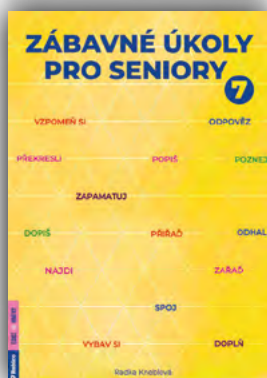 ZÁBAVNÉ ÚKOLY
PRO SENIORY
7
VZPOMEŇ SI
ODPOVĚZ
PŘEKRESLI
POPIŠ
POZNEJ
ZAPAMATUJ
DOPIŠ
PŘIŘAĎ
ODHAL
NAJDI
ZAŘAĎ
SPOJ
VYBAV SI
DOPLŇ
Radka Kneblová